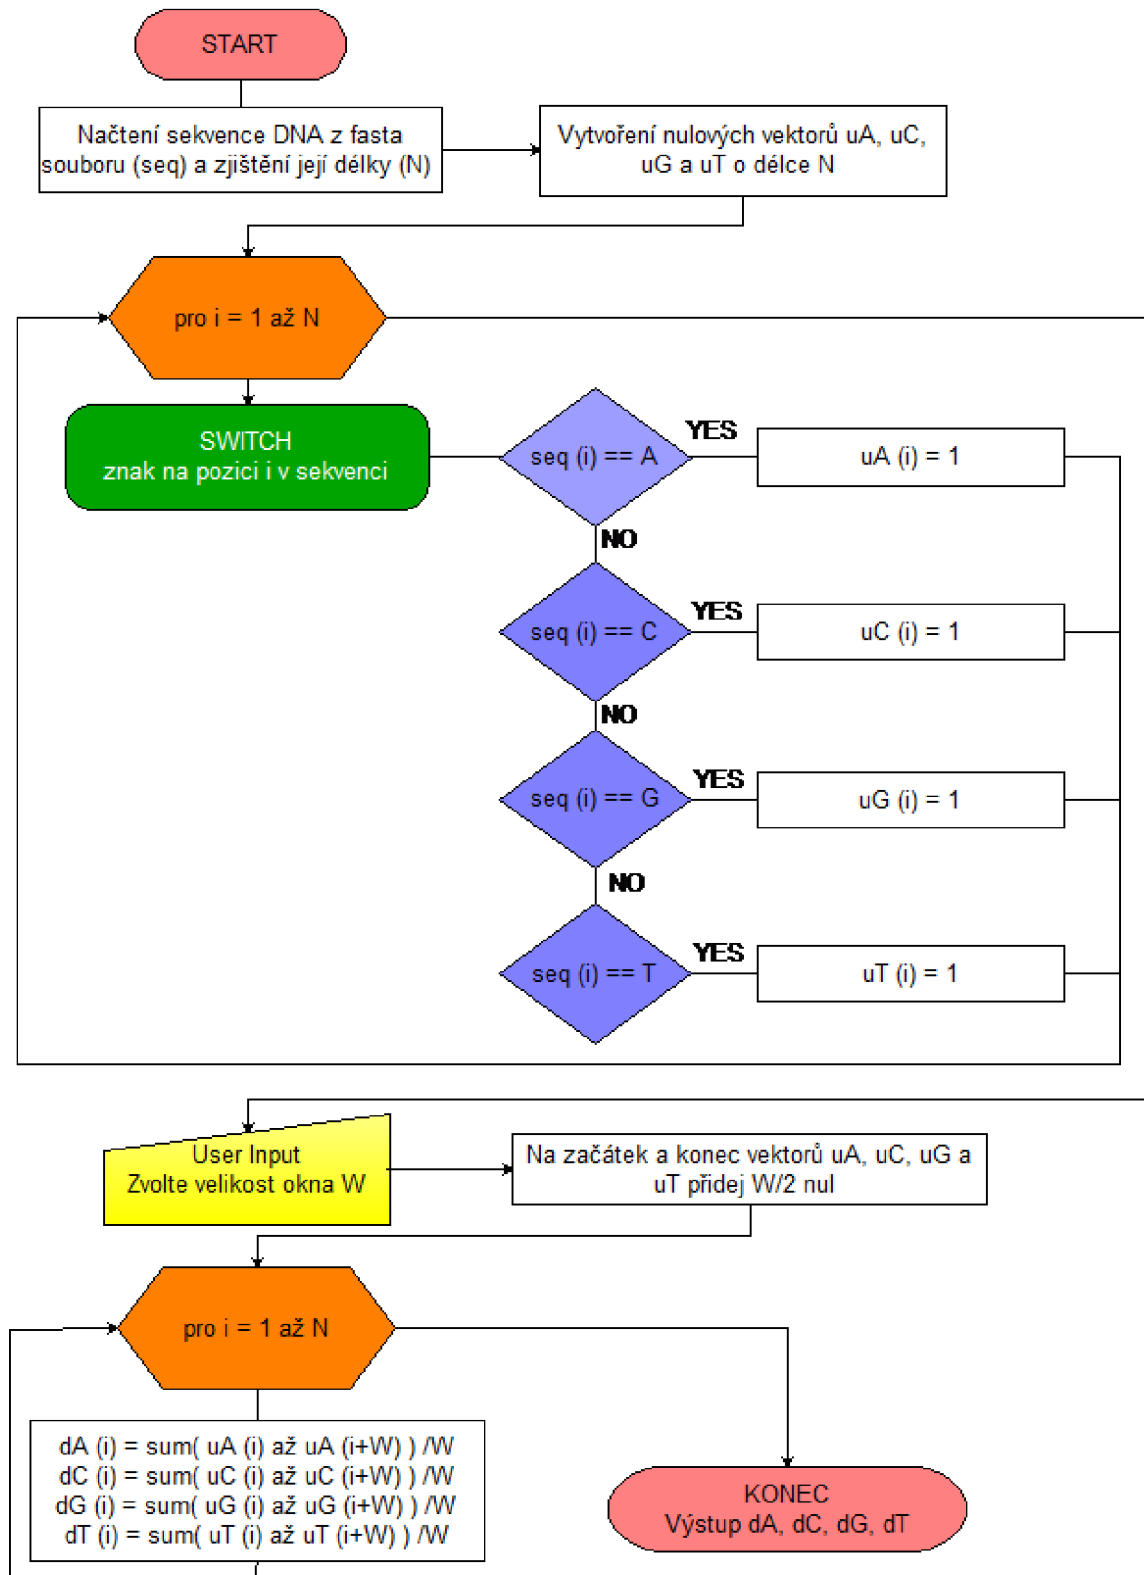 START
Načtení sekvence DNA z fasta
souboru (seq) a zjištění její délky (N)
Vytvoření nulových vektorů uA, uC,
uG a uT o délce N
pro i = 1 až N
SWITCH
znak na pozici i v sekvenci
seq (i) == A
YES
uA (i) = 1
NO
seq (i) == C
YES
uC (i) = 1
NO
seq (i) == G
YES
uG (i) = 1
NO
seq (i) == T
YES
uT (i) = 1
User Input
Zvolte velikost okna W
Na začátek a konec vektorů uA, uC, uG a
uT přidej W/2 nul
pro i = 1 až N
dA (i) = sum( uA (i) až uA (i+W) ) /W
dC (i) = sum( uC (i) až uC (i+W) ) /W
dG (i) = sum( uG (i) až uG (i+W) ) /W
dT (i) = sum( uT (i) až uT (i+W) ) /W
KONEC
Výstup dA, dC, dG, dT